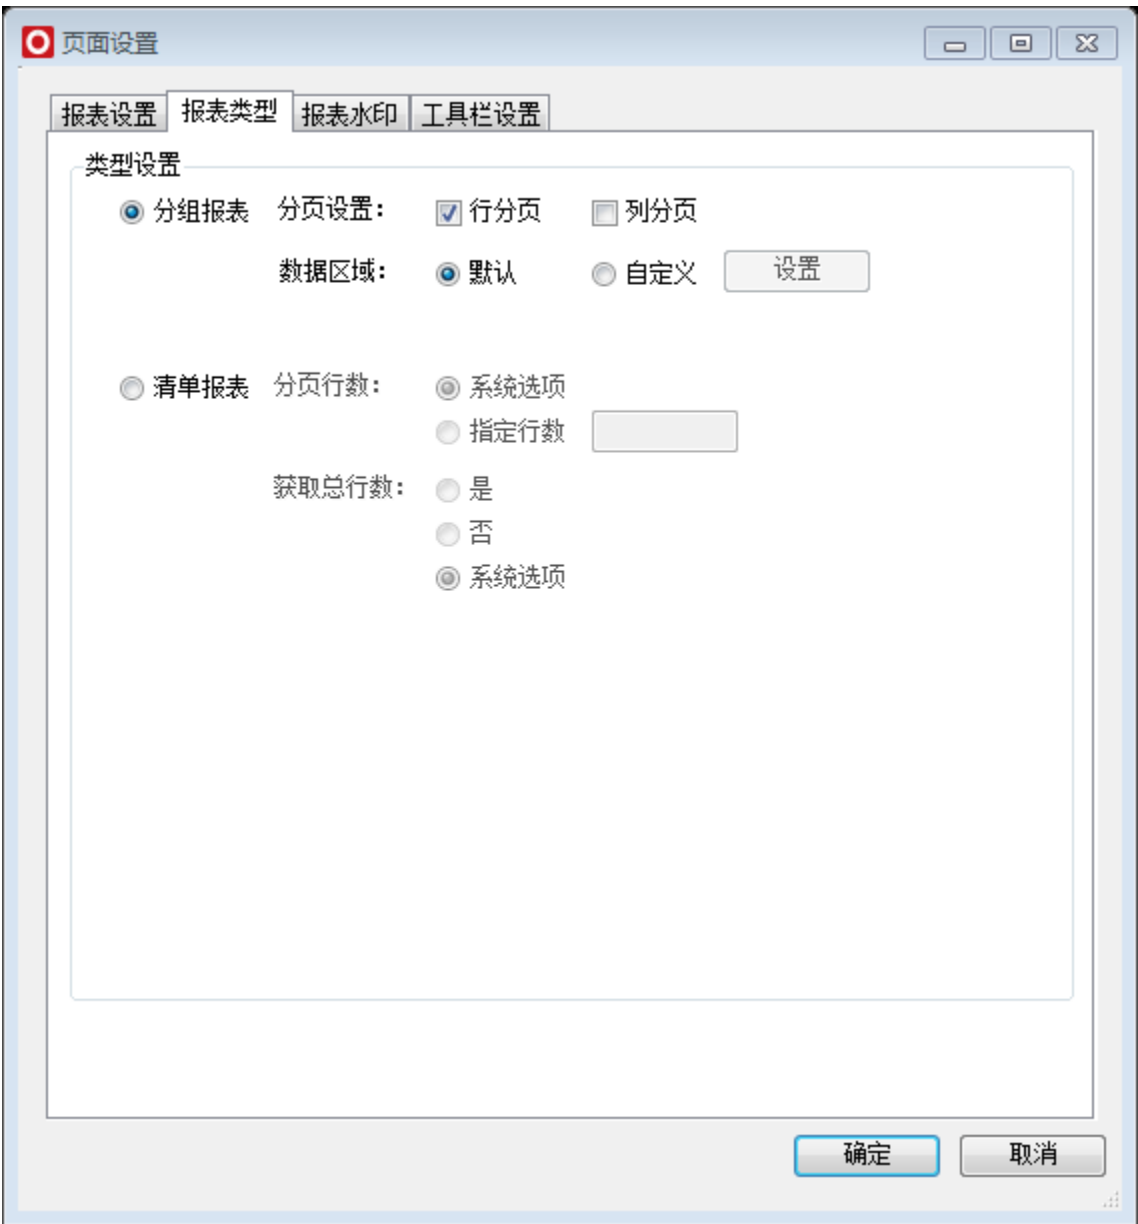 页面设置
报表设置 报表类型 报表水印 工具栏设置
类型设置
分组报表 分页设置: 行分页 列分页
数据区域: 默认 自定义 设置
清单报表 分页行数: 系统选项
指定行数
获取总行数: 是
否
系统选项
确定 取消